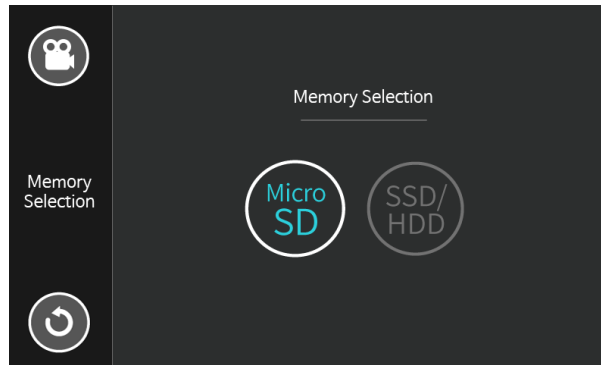 Memory
Selection
Memory Selection
Micro
SD
SSD/
HDD